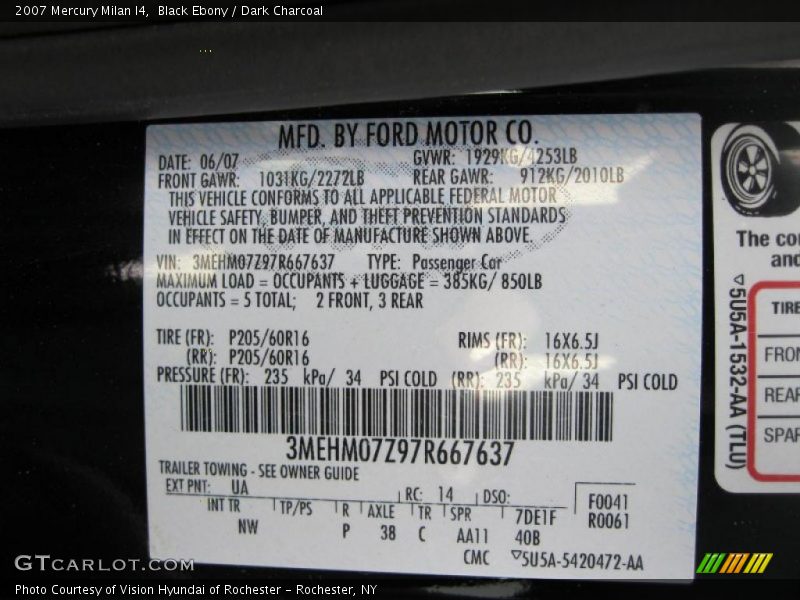 2007 Mercury Milan I4,  Black Ebony / Dark Charcoal
MFD. BY FORD MOTOR CO.
DATE: 06/07 GVWR: 1929KG/4253LB
FRONT GAWR: 1031KG/2272LB REAR GAWR: 912KG/2010LB
THIS VEHICLE CONFORMS TO ALL APPLICABLE FEDERAL MOTOR
VEHICLE SAFETY, BUMPER, AND THEFT PREVENTION STANDARDS
IN EFFECT ON THE DATE OF MANUFACTURE SHOWN ABOVE.
VIN: 3MEHM07Z97R667637 TYPE: Passenger Car
MAXIMUM LOAD = OCCUPANTS + LUGGAGE = 385KG/ 850LB
OCCUPANTS = 5 TOTAL; 2 FRONT, 3 REAR
TIRE (FR): P205/60R16 RIMS (FR): 16X6.5J
(RR): P205/60R16 (RR): 16X6.5J
PRESSURE (FR): 235 kPa/ 34 PSI COLD (RR): 235 kPa/ 34 PSI COLD
3MEHM07Z97R667637
TRAILER TOWING - SEE OWNER GUIDE
EXT PNT: UA RC: 14 DSO: F0041
INT TR TP/PS R AXLE TR SPR 7DE1F R0061
NW P 38 C AA11 40B
CMC ▽5U5A-5420472-AA
The co
and
▽5U5A-1532-AA (TLU)
TIRE
FRON
REAR
SPAR
GTCARLOT.COM
Photo Courtesy of Vision Hyundai of Rochester – Rochester, NY